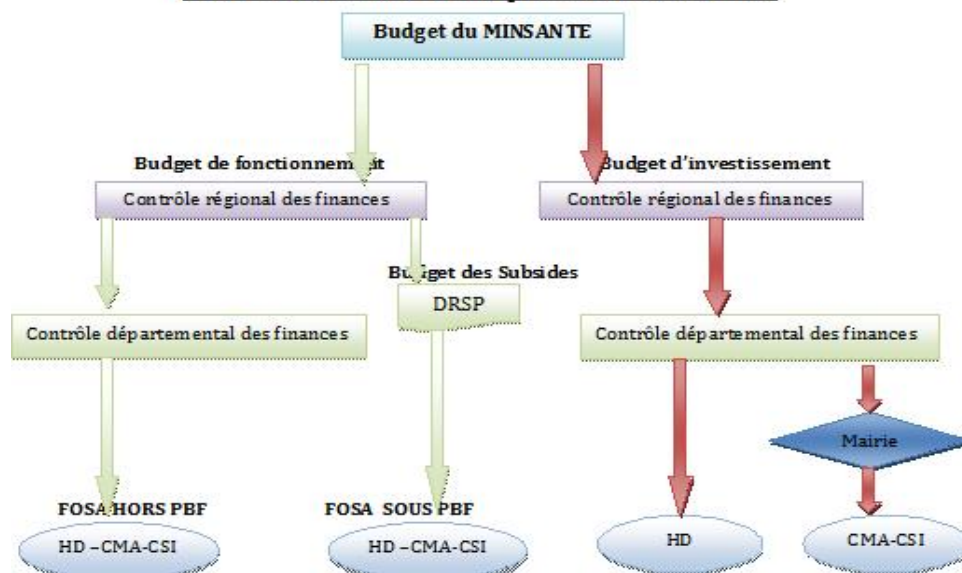 Budget du MINSANTE
Budget de fonctionnement
Budget d'investissement
Contrôle régional des finances
Contrôle régional des finances
Budget des Subsides
DRSP
Contrôle départemental des finances
Contrôle départemental des finances
Mairie
FOSA HORS PBF
FOSA SOUS PBF
HD –CMA-CSI
HD –CMA-CSI
HD
CMA-CSI